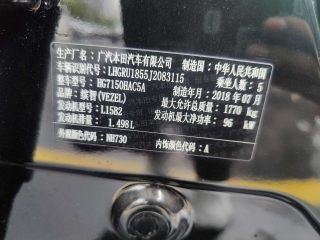 生产厂名：广汽本田汽车有限公司 制造国：中华人民共和国
车辆识别代号：LHGRU1855J2083115 乘坐人数：5
整车型号：HG7150HAC5A 制造年月：2018年07月
品牌：缤智(VEZEL) 最大允许总质量：1770 kg
发动机型号：L15B2 发动机最大净功率：96 kW
发动机排量：1.498L
外表颜色代码：NH730 内饰颜色代码：A